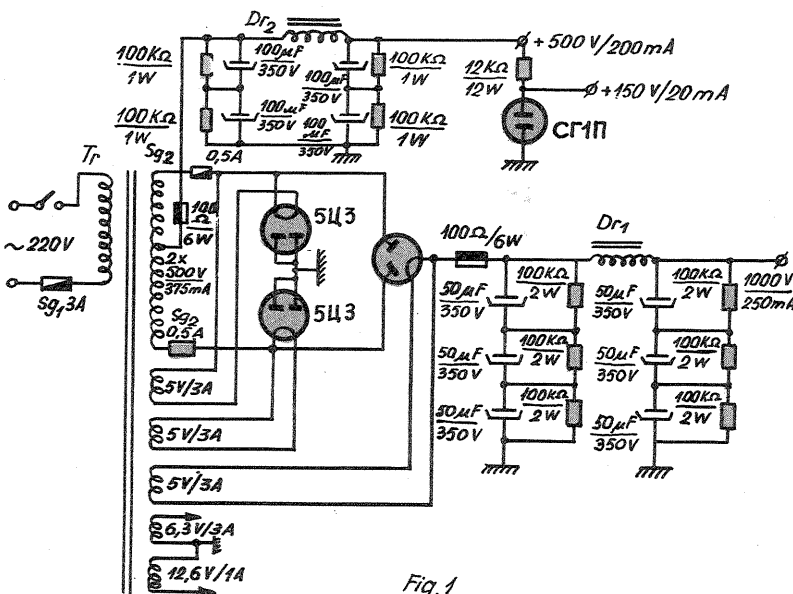 Dr₂
100KΩ/1W
100µF/350V
100µF/350V
100KΩ/1W
100KΩ/1W
100µF/350V
100µF/350V
100KΩ/1W
+500V/200mA
12KΩ/12W
+150V/20mA
СГ1П
Tr
Sg2
0,5A
100Ω/6W
~220V
Sg₁3A
2x
500V
375mA
Sg2
0,5A
5Ц3
5Ц3
100Ω/6W
Dr₁
1000V/250mA
50µF/350V
100KΩ/2W
50µF/350V
100KΩ/2W
50µF/350V
100KΩ/2W
50µF/350V
100KΩ/2W
50µF/350V
100KΩ/2W
50µF/350V
100KΩ/2W
5V/3A
5V/3A
5V/3A
6,3V/3A
12,6V/1A
Fig.1